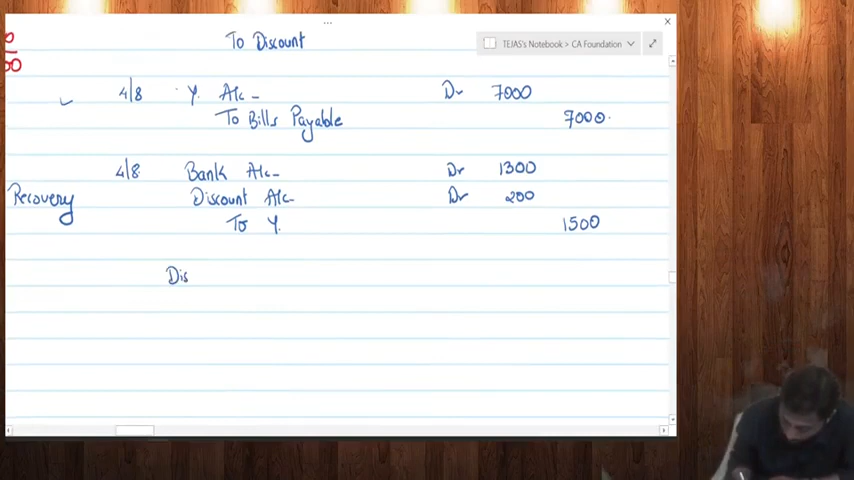 To Discount
TEJAS's Notebook > CA Foundation
4/8 Y. A/c - Dr 7000
To Bills Payable 7000
4/8 Bank A/c - Dr 1300
Recovery Discount A/c - Dr 200
To Y. 1500
Dis